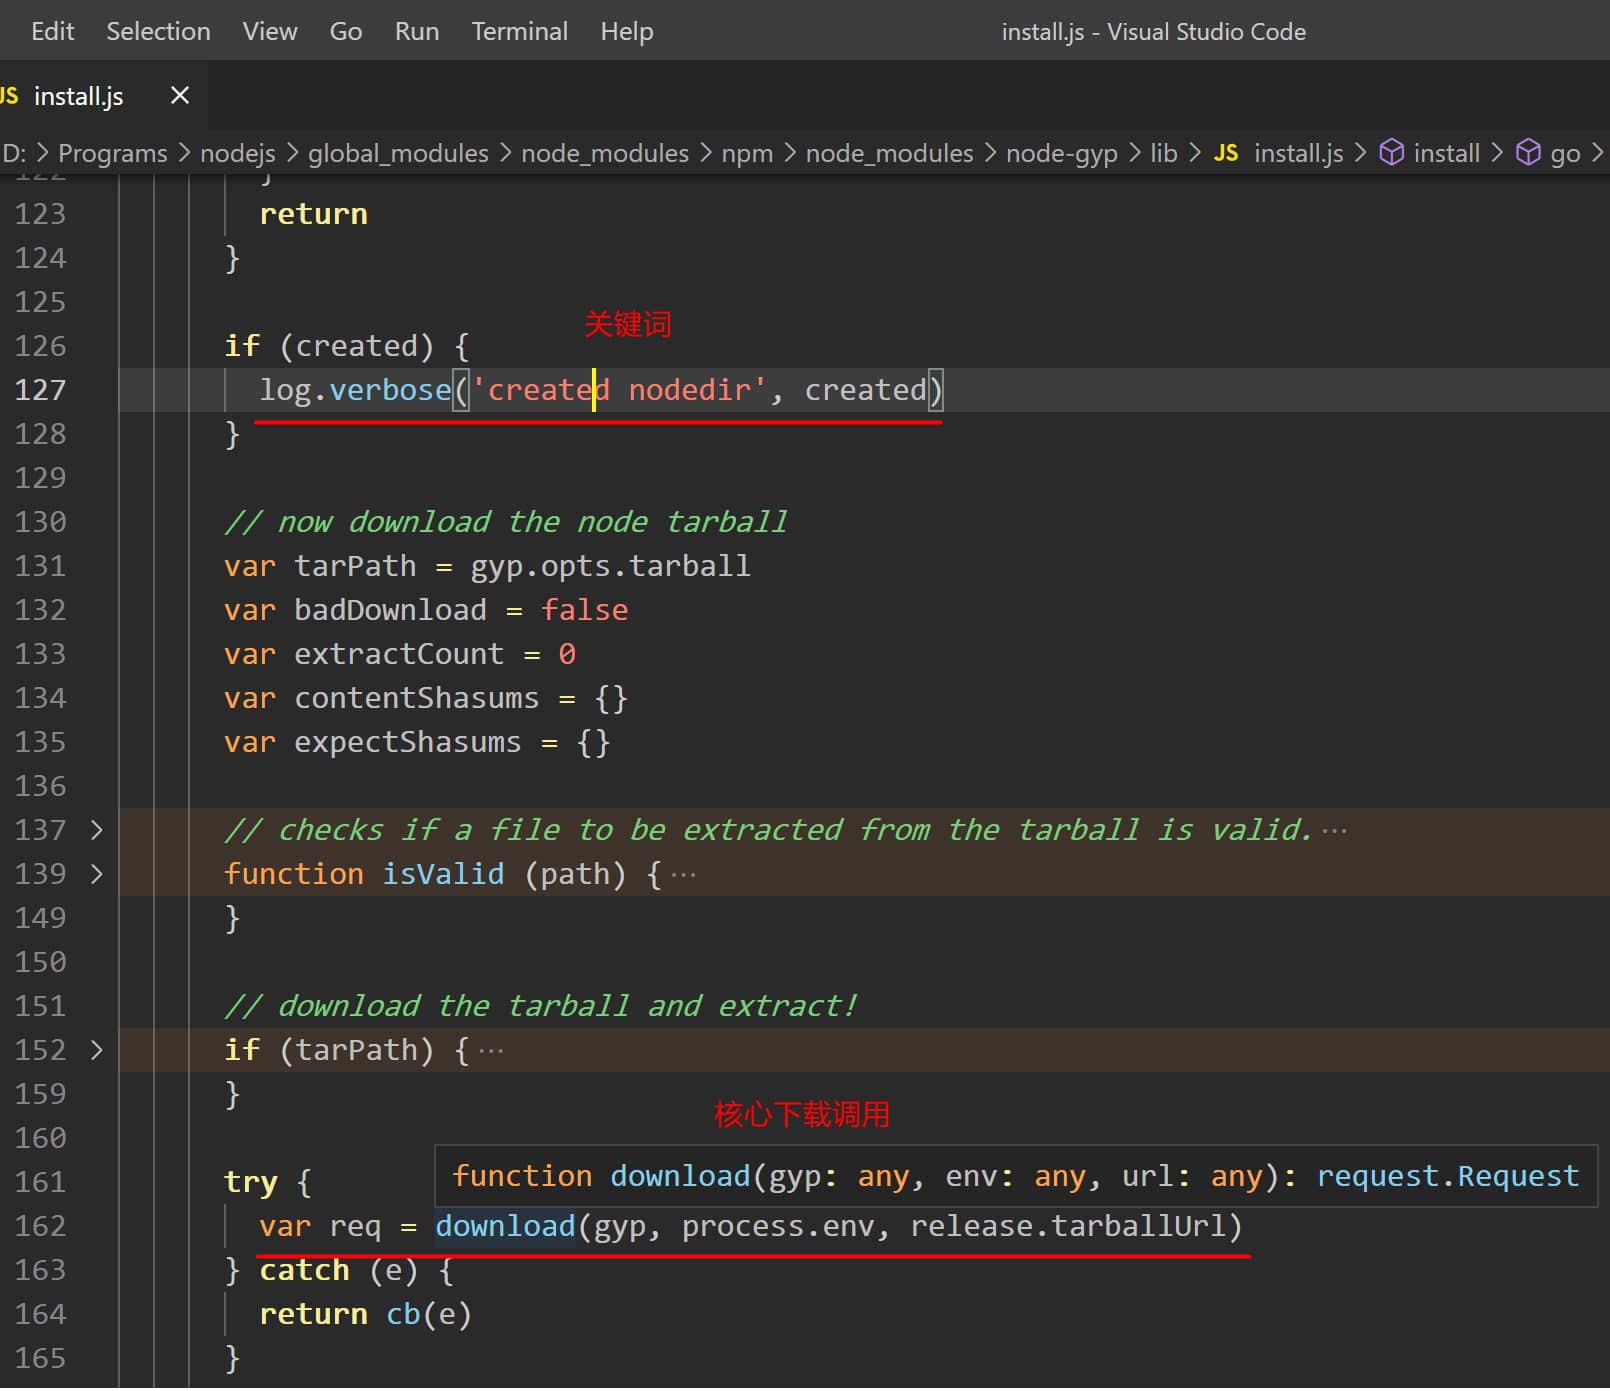 Edit Selection View Go Run Terminal Help install.js - Visual Studio Code
JS install.js ×
D: > Programs > nodejs > global_modules > node_modules > npm > node_modules > node-gyp > lib > JS install.js > install > go >
122 }
123 return
124 }
125
关键词
126 if (created) {
127 log.verbose('created nodedir', created)
128 }
129
130 // now download the node tarball
131 var tarPath = gyp.opts.tarball
132 var badDownload = false
133 var extractCount = 0
134 var contentShasums = {}
135 var expectShasums = {}
136
137 > // checks if a file to be extracted from the tarball is valid.···
139 > function isValid (path) {···
149 }
150
151 // download the tarball and extract!
152 > if (tarPath) {···
159 }
核心下载调用
160
function download(gyp: any, env: any, url: any): request.Request
161 try {
162 var req = download(gyp, process.env, release.tarballUrl)
163 } catch (e) {
164 return cb(e)
165 }